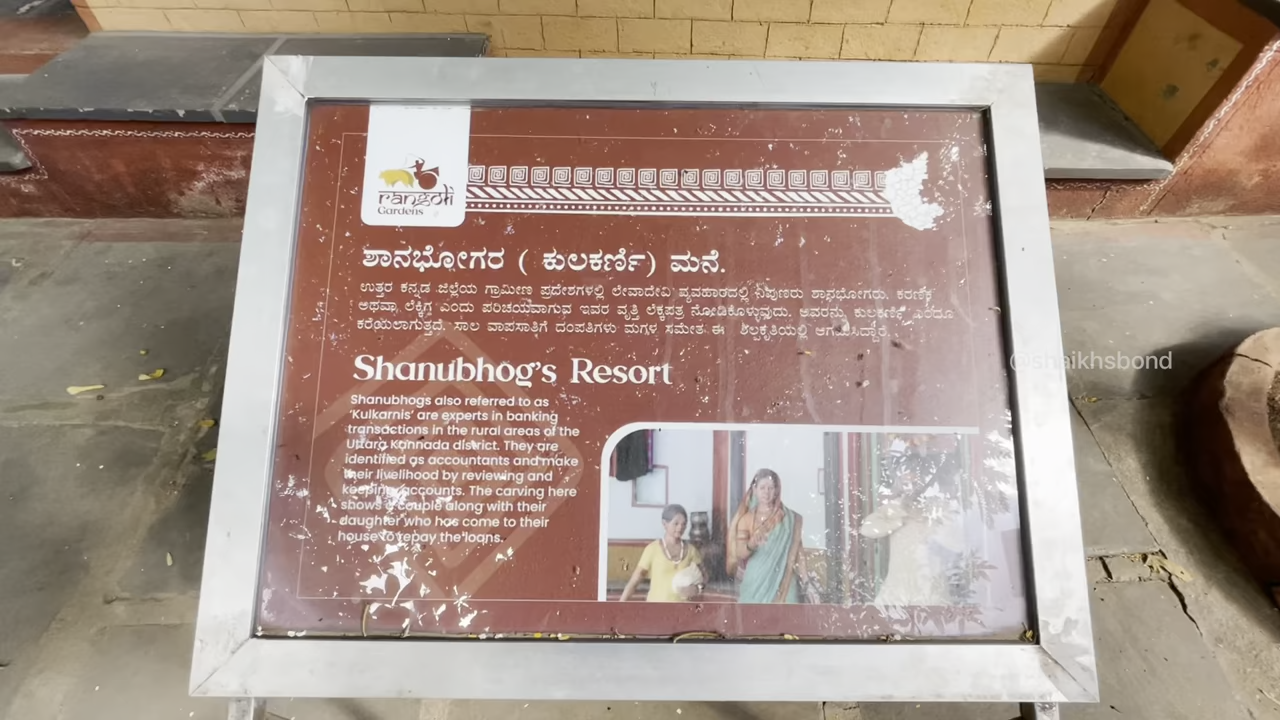 rangoli
Gardens
ಶಾನಭೋಗರ ( ಕುಲಕರ್ಣಿ) ಮನೆ.
ಉತ್ತರ ಕನ್ನಡ ಜಿಲ್ಲೆಯ ಗ್ರಾಮೀಣ ಪ್ರದೇಶಗಳಲ್ಲಿ ಲೇವಾದೇವಿ ವ್ಯವಹಾರದಲ್ಲಿ ನಿಪುಣರು ಶಾನಭೋಗರು. ಕರಣಿಕ
ಅಥವಾ ಲೆಕ್ಕಿಗ ಎಂದು ಪರಿಚಯವಾಗುವ ಇವರ ವೃತ್ತಿ ಲೆಕ್ಕಪತ್ರ ನೋಡಿಕೊಳ್ಳುವುದು. ಅವರನ್ನು ಕುಲಕರ್ಣಿ ಎಂದೂ
ಕರೆಯಲಾಗುತ್ತದೆ. ಸಾಲ ವಾಪಸಾತಿಗೆ ದಂಪತಿಗಳು ಮಗಳ ಸಮೇತ ಈ ಶಿಲ್ಪಕೃತಿಯಲ್ಲಿ ಆಗಮಿಸಿದ್ದಾರೆ.
Shanubhog's Resort
Shanubhogs also referred to as
'Kulkarnis' are experts in banking
transactions in the rural areas of the
Uttara Kannada district. They are
identified as accountants and make
their livelihood by reviewing and
keeping accounts. The carving here
shows a couple along with their
daughter who has come to their
house to repay the loans.
@shaikhsbond